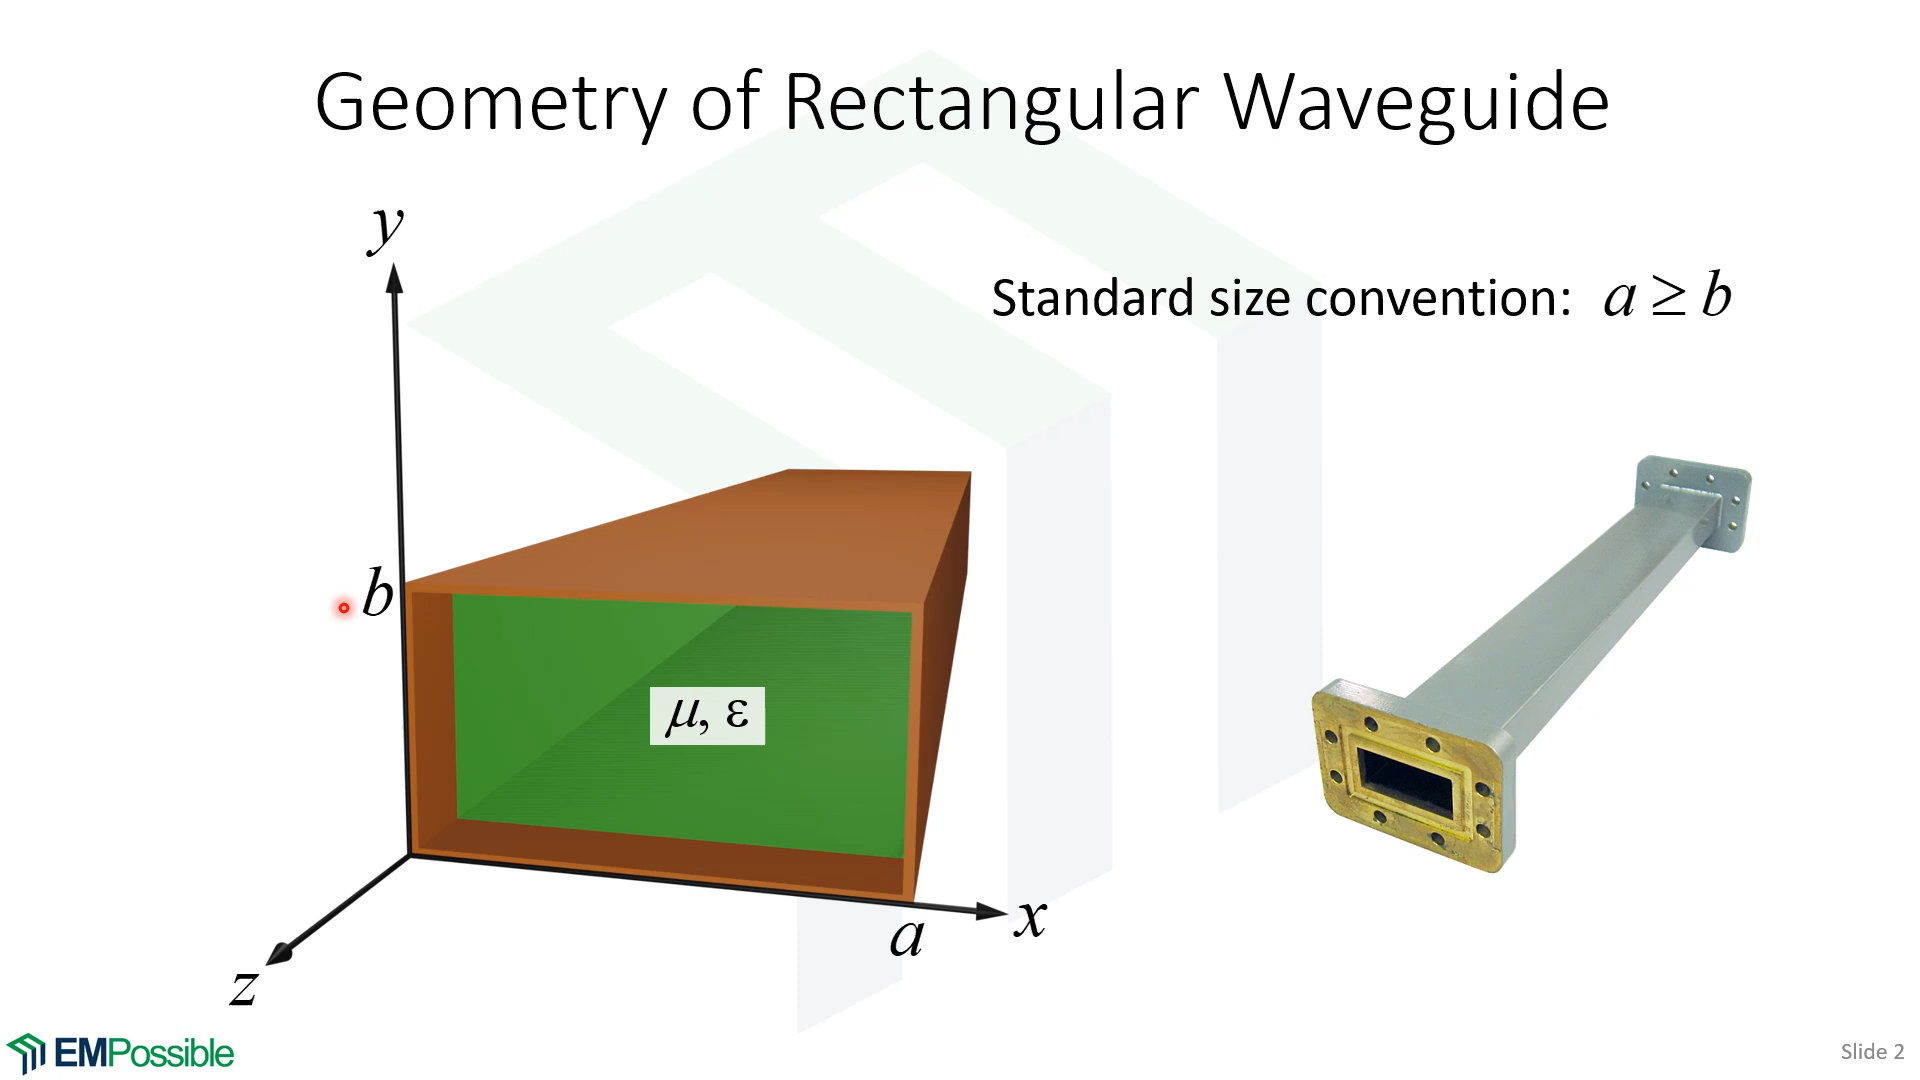 Geometry of Rectangular Waveguide
y
Standard size convention: a ≥ b
b
μ, ε
a
x
z
EMPossible
Slide 2